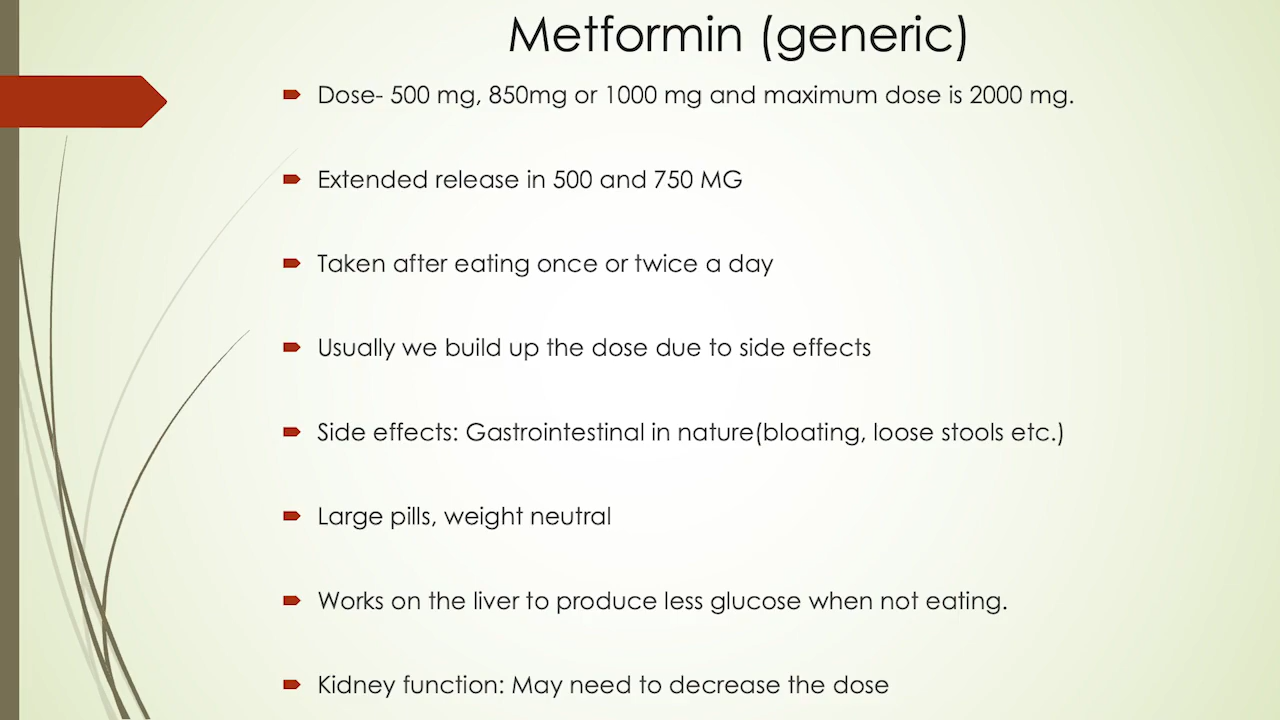 Metformin (generic)
Dose- 500 mg, 850mg or 1000 mg and maximum dose is 2000 mg.
Extended release in 500 and 750 MG
Taken after eating once or twice a day
Usually we build up the dose due to side effects
Side effects: Gastrointestinal in nature(bloating, loose stools etc.)
Large pills, weight neutral
Works on the liver to produce less glucose when not eating.
Kidney function: May need to decrease the dose